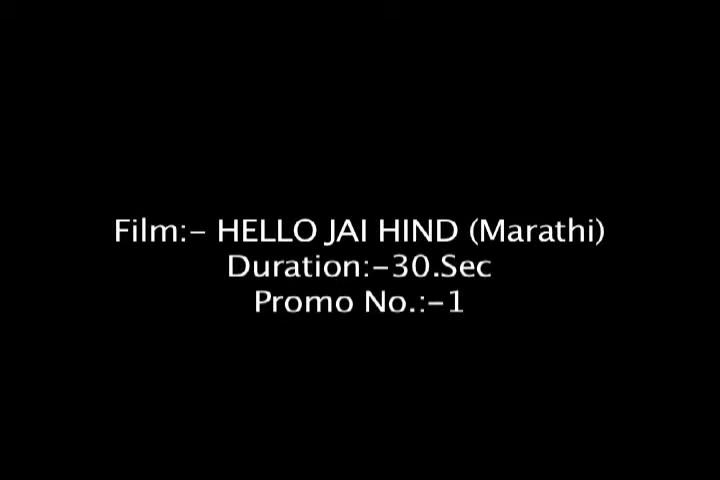 Film:- HELLO JAI HIND (Marathi)
Duration:-30.Sec
Promo No.:-1